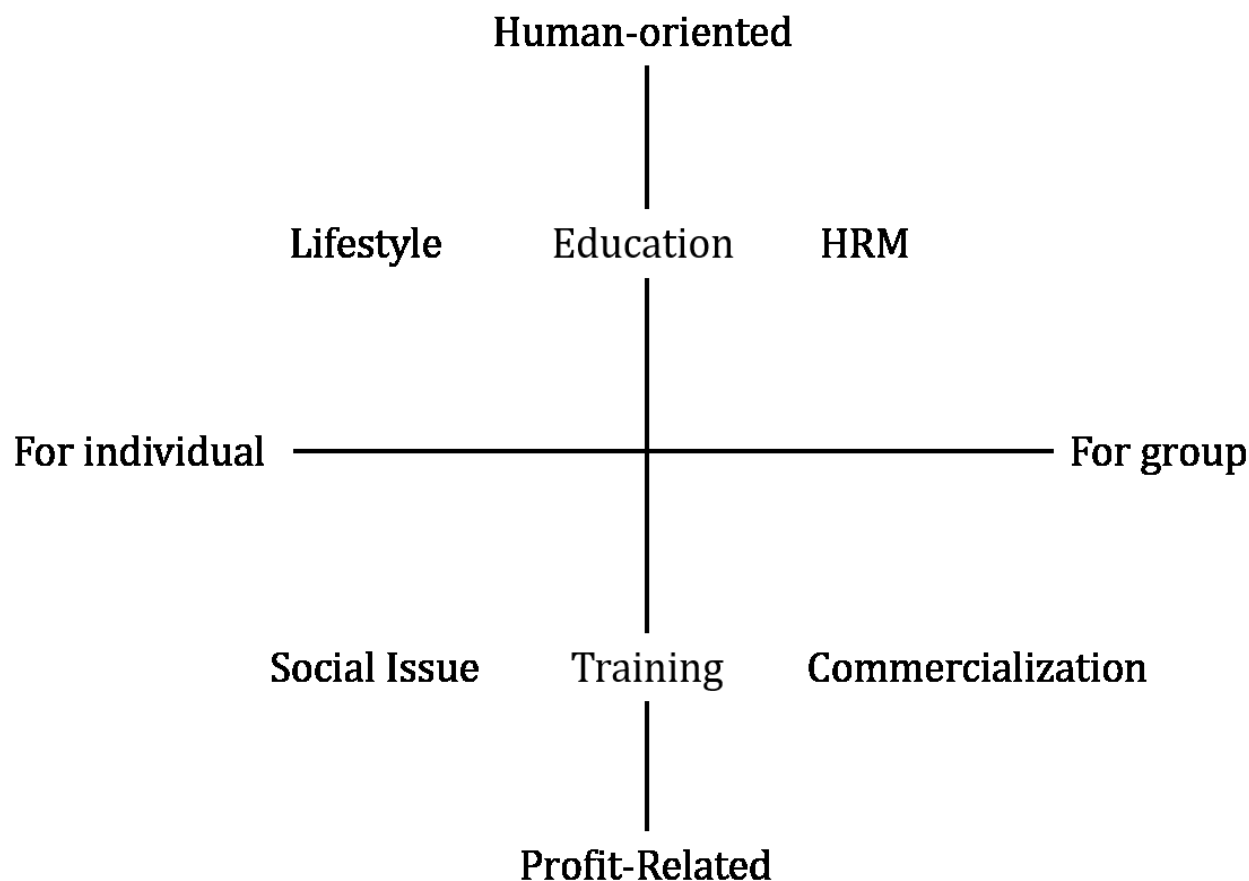 Human-oriented
Lifestyle Education HRM
For individual For group
Social Issue Training Commercialization
Profit-Related